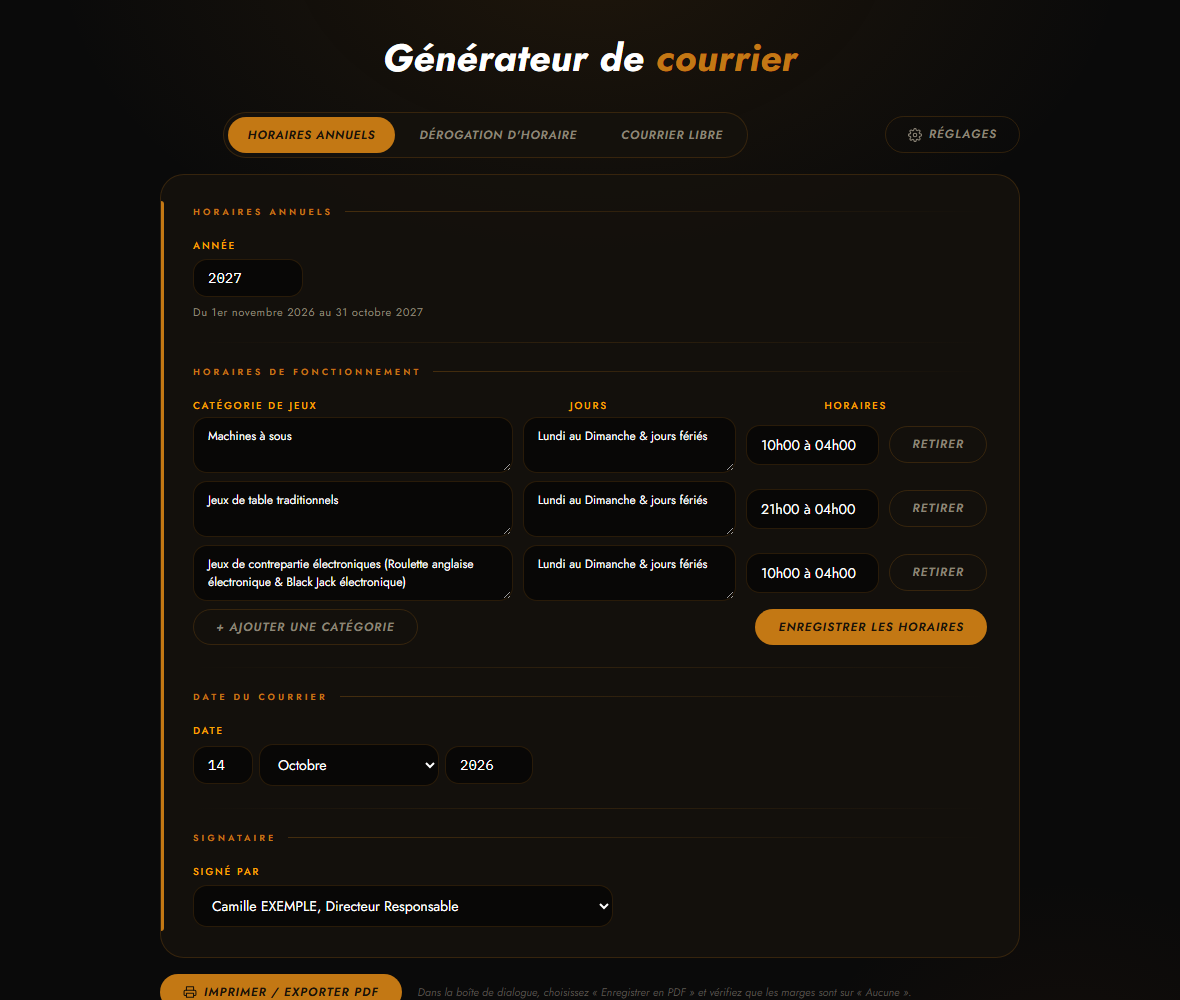 Générateur de courrier
HORAIRES ANNUELS DÉROGATION D'HORAIRE COURRIER LIBRE RÉGLAGES
HORAIRES ANNUELS
ANNÉE
2027
Du 1er novembre 2026 au 31 octobre 2027
HORAIRES DE FONCTIONNEMENT
CATÉGORIE DE JEUX JOURS HORAIRES
Machines à sous Lundi au Dimanche & jours fériés 10h00 à 04h00 RETIRER
Jeux de table traditionnels Lundi au Dimanche & jours fériés 21h00 à 04h00 RETIRER
Jeux de contrepartie électroniques (Roulette anglaise
électronique & Black Jack électronique) Lundi au Dimanche & jours fériés 10h00 à 04h00 RETIRER
+ AJOUTER UNE CATÉGORIE ENREGISTRER LES HORAIRES
DATE DU COURRIER
DATE
14 Octobre 2026
SIGNATAIRE
SIGNÉ PAR
Camille EXEMPLE, Directeur Responsable
IMPRIMER / EXPORTER PDF Dans la boîte de dialogue, choisissez « Enregistrer en PDF » et vérifiez que les marges sont sur « Aucune ».